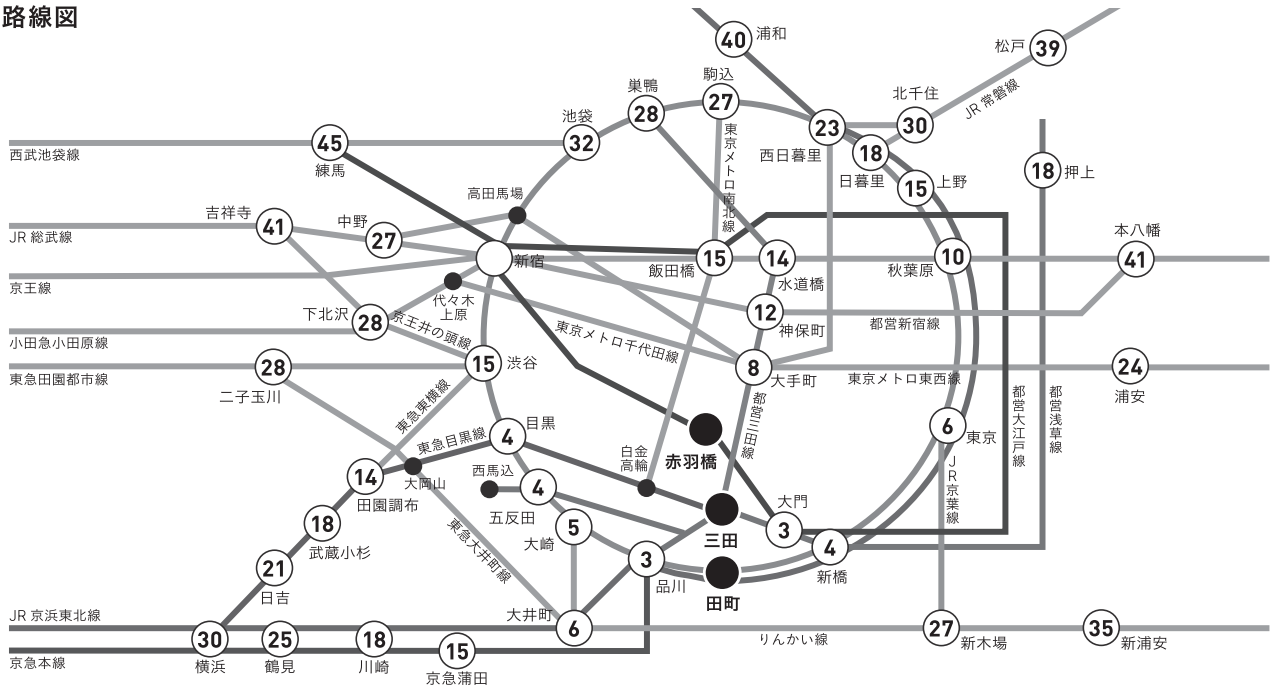 路線図
40
浦和
松戸
39
駒込
27
巣鴨
28
北千住
30
JR 常磐線
池袋
32
23
西日暮里
18
日暮里
45
練馬
西武池袋線
東京メトロ南北線
18
押上
15
上野
高田馬場
吉祥寺
41
中野
27
JR 総武線
新宿
15
飯田橋
14
水道橋
10
秋葉原
本八幡
41
京王線
代々木
上原
下北沢
28
京王井の頭線
12
神保町
都営新宿線
小田急小田原線
東京メトロ千代田線
東急田園都市線
28
二子玉川
15
渋谷
8
大手町
東京メトロ東西線
24
浦安
東急東横線
都営三田線
都営大江戸線
都営浅草線
4
目黒
東急目黒線
赤羽橋
6
東京
JR京葉線
白金
高輪
14
田園調布
大岡山
西馬込
4
五反田
18
武蔵小杉
東急大井町線
大崎
5
三田
大門
3
4
新橋
21
日吉
3
品川
田町
JR 京浜東北線
大井町
6
りんかい線
27
新木場
35
新浦安
京急本線
30
横浜
25
鶴見
18
川崎
15
京急蒲田